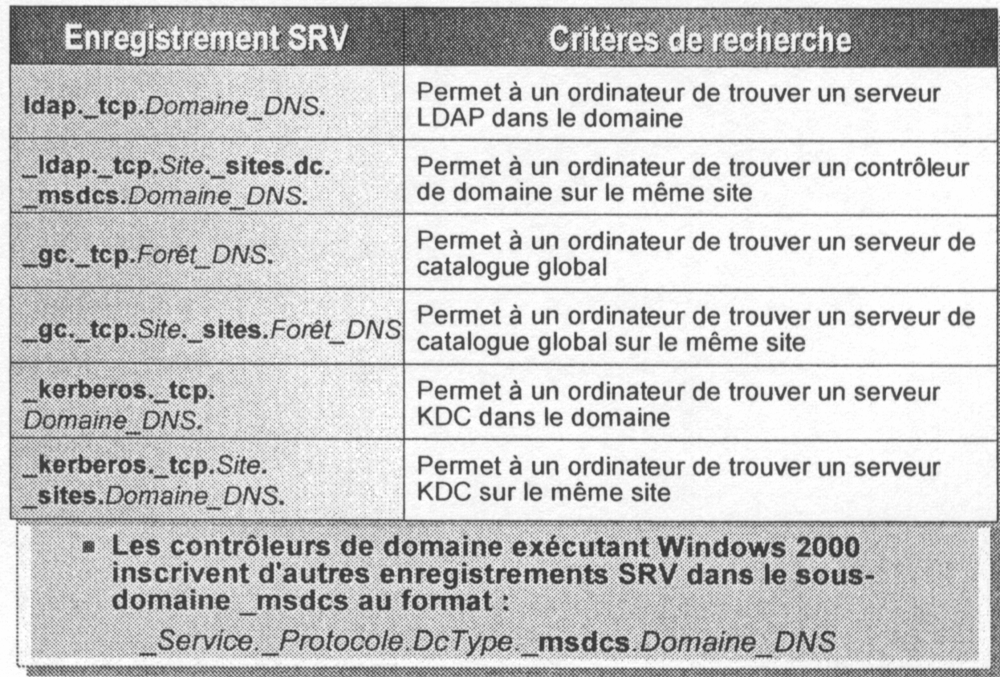 Enregistrement SRV
Critères de recherche
ldap._tcp.Domaine_DNS.
Permet à un ordinateur de trouver un serveur
LDAP dans le domaine
_ldap._tcp.Site._sites.dc.
_msdcs.Domaine_DNS.
Permet à un ordinateur de trouver un contrôleur
de domaine sur le même site
_gc._tcp.Forêt_DNS.
Permet à un ordinateur de trouver un serveur de
catalogue global
_gc._tcp.Site._sites.Forêt_DNS
Permet à un ordinateur de trouver un serveur de
catalogue global sur le même site
_kerberos._tcp.
Domaine_DNS.
Permet à un ordinateur de trouver un serveur
KDC dans le domaine
_kerberos._tcp.Site.
_sites.Domaine_DNS.
Permet à un ordinateur de trouver un serveur
KDC sur le même site
▪ Les contrôleurs de domaine exécutant Windows 2000
inscrivent d'autres enregistrements SRV dans le sous-
domaine _msdcs au format :
_Service._Protocole.DcType._msdcs.Domaine_DNS